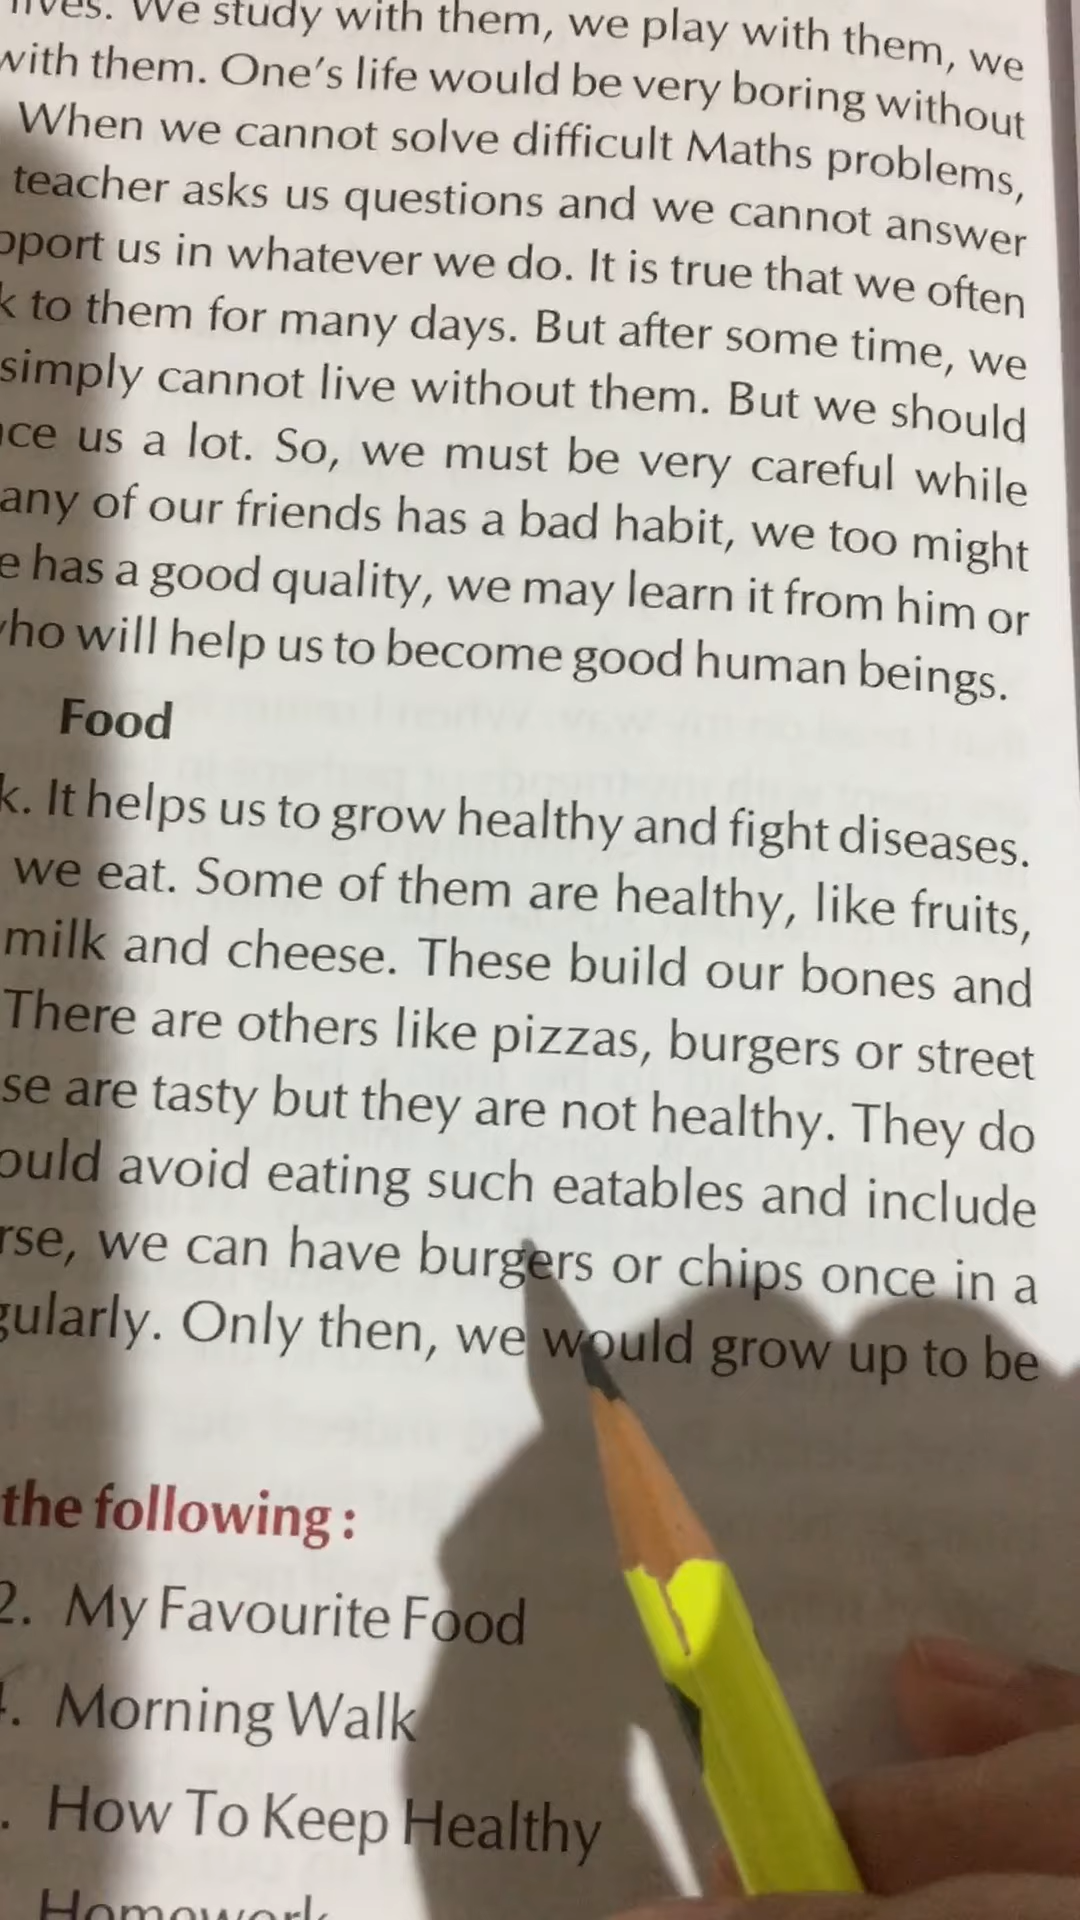 We study with them, we play with them, we
with them. One's life would be very boring without
When we cannot solve difficult Maths problems,
teacher asks us questions and we cannot answer
us in whatever we do. It is true that we often
to them for many days. But after some time, we
simply cannot live without them. But we should
us a lot. So, we must be very careful while
any of our friends has a bad habit, we too might
has a good quality, we may learn it from him or
who will help us to become good human beings.
Food
It helps us to grow healthy and fight diseases.
we eat. Some of them are healthy, like fruits,
milk and cheese. These build our bones and
There are others like pizzas, burgers or street
are tasty but they are not healthy. They do
avoid eating such eatables and include
we can have burgers or chips once in a
Only then, we would grow up to be
the following :
2. My Favourite Food
4. Morning Walk
How To Keep Healthy
Homework